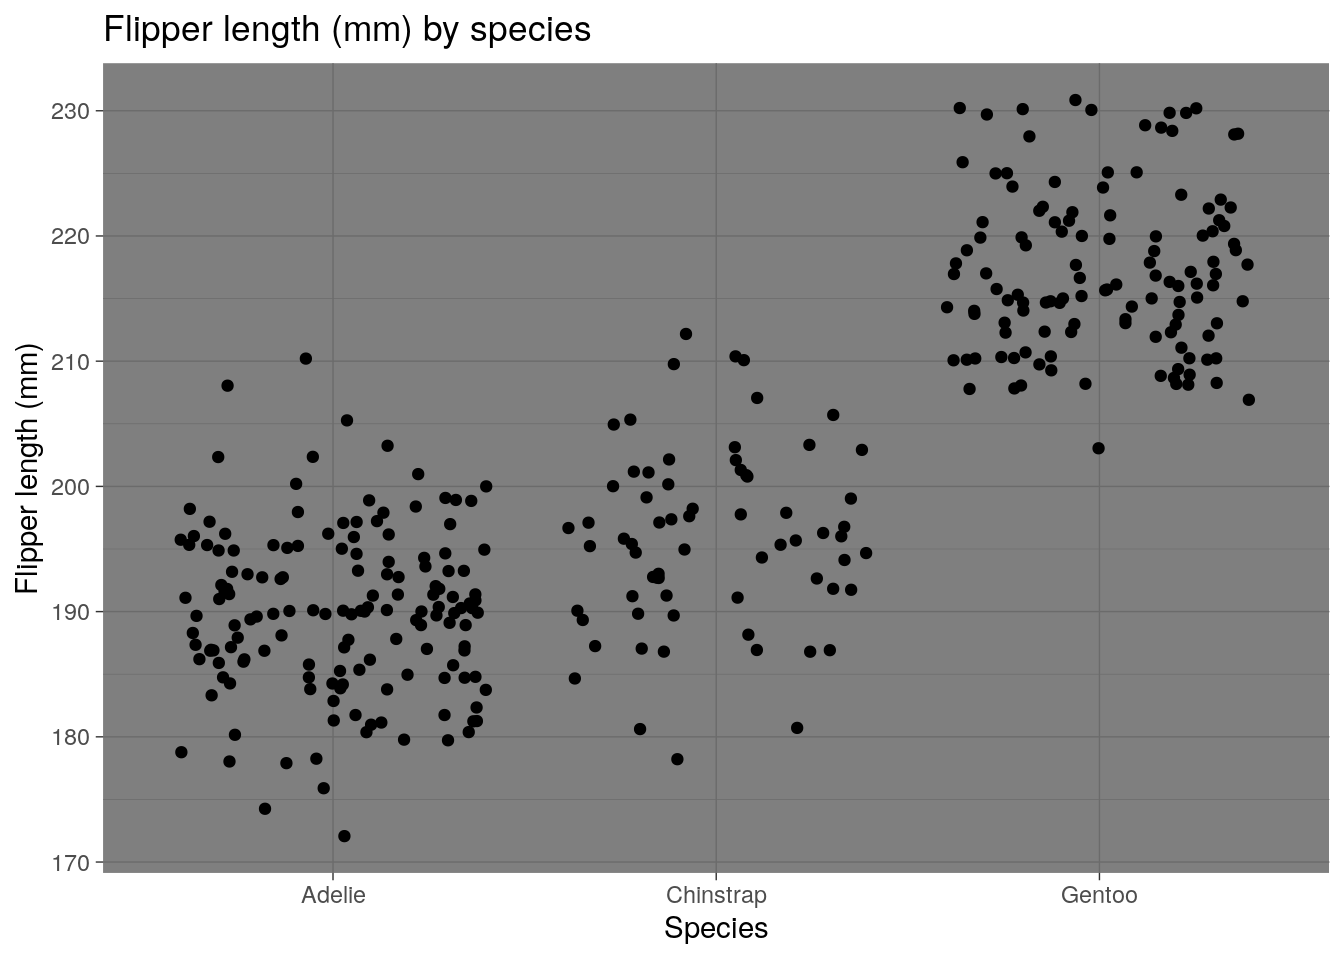 Flipper length (mm) by species
230
220
210
200
190
180
170
Flipper length (mm)
Adelie
Chinstrap
Gentoo
Species